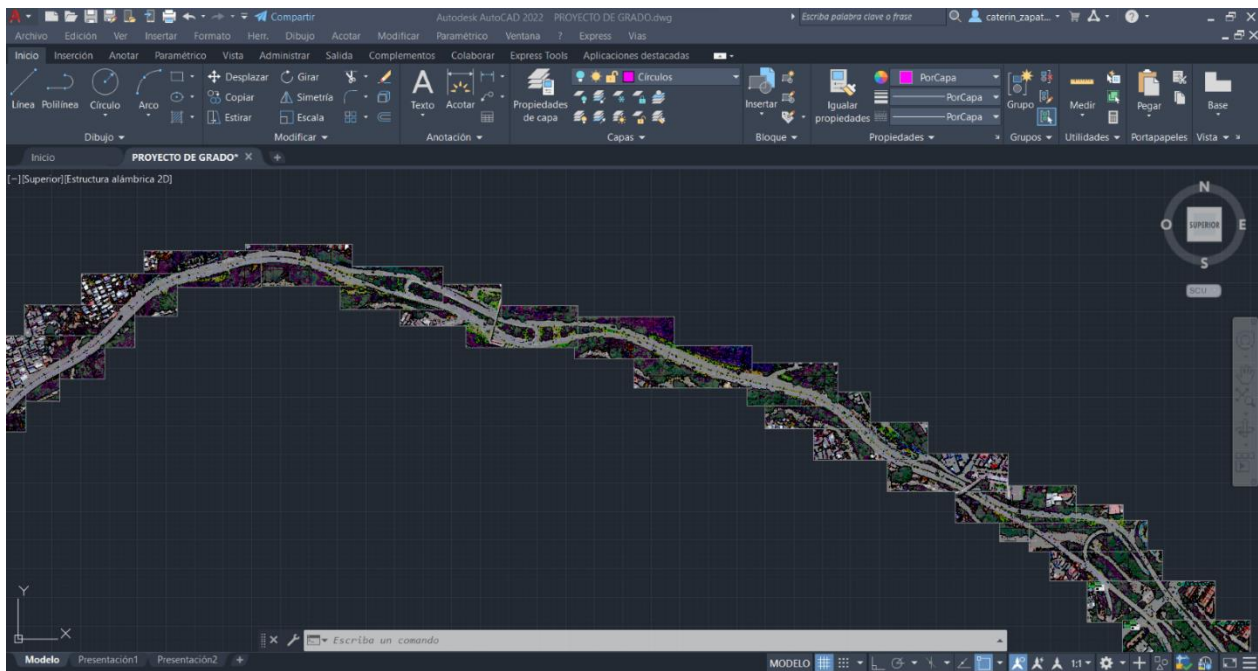 Compartir
Autodesk AutoCAD 2022 PROYECTO DE GRADO.dwg
Escriba palabra clave o frase
caterin_zapat...
Archivo Edición Ver Insertar Formato Herr. Dibujo Acotar Modificar Paramétrico Ventana ? Express Vias
Inicio Inserción Anotar Paramétrico Vista Administrar Salida Complementos Colaborar Express Tools Aplicaciones destacadas
Línea Polilínea Círculo Arco
Desplazar Girar
Copiar Simetría
Estirar Escala
Texto Acotar
Propiedades de capa
Círculos
Insertar
Igualar propiedades
PorCapa
PorCapa
PorCapa
Grupo Medir Pegar Base
Dibujo Modificar Anotación Capas Bloque Propiedades Grupos Utilidades Portapapeles Vista
Inicio PROYECTO DE GRADO* +
[−][Superior][Estructura alámbrica 2D]
N
O SUPERIOR E
S
SCU
Y
X
Escriba un comando
Modelo Presentación1 Presentación2 +
MODELO 1:1